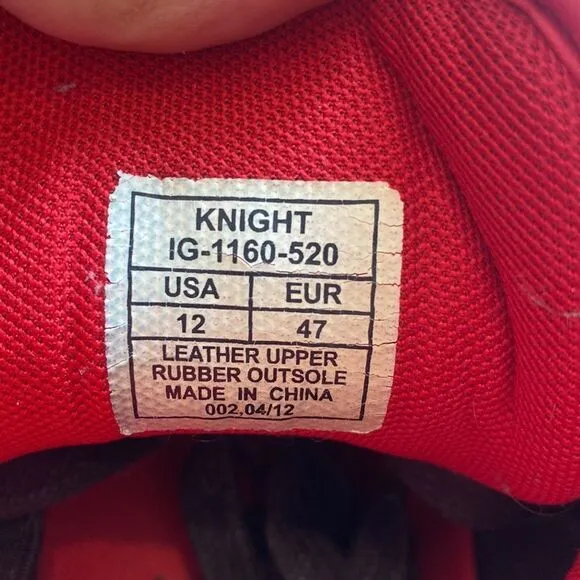 KNIGHT
IG-1160-520
USA EUR
12 47
LEATHER UPPER
RUBBER OUTSOLE
MADE IN CHINA
002,04/12